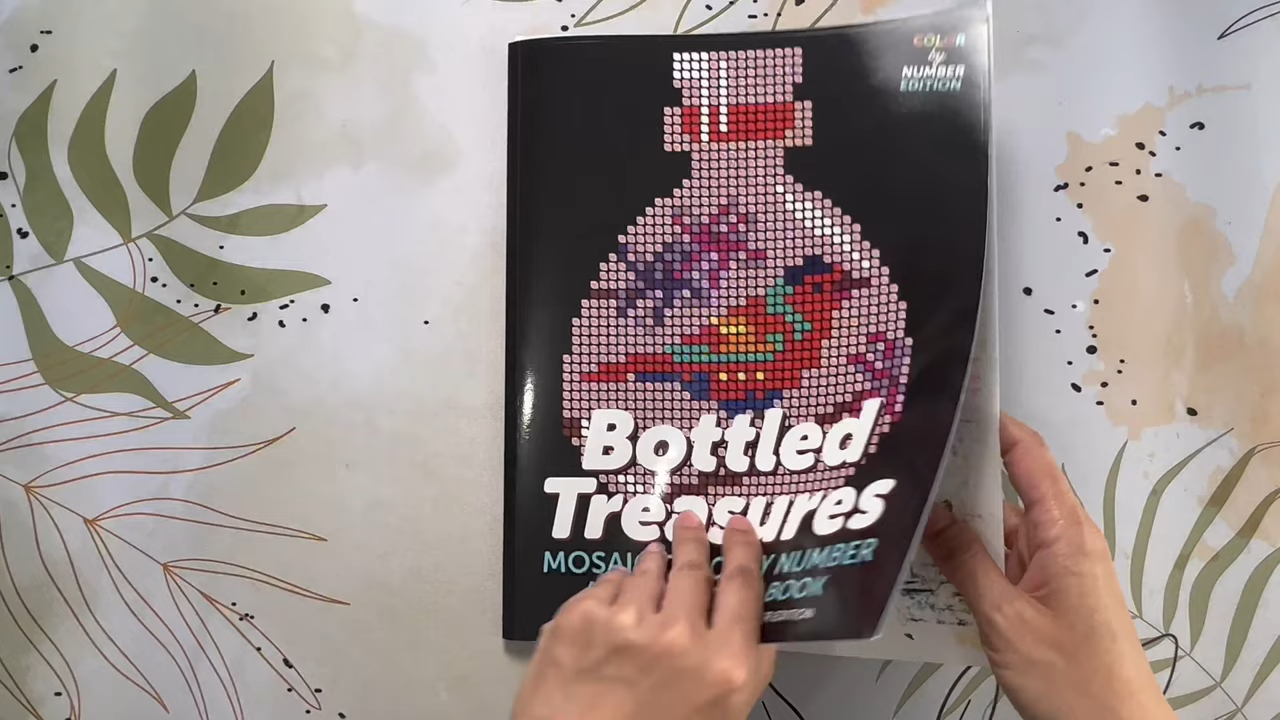 COLOR
by
NUMBER
EDITION
Bottled
Treasures
MOSAIC NUMBER
BOOK